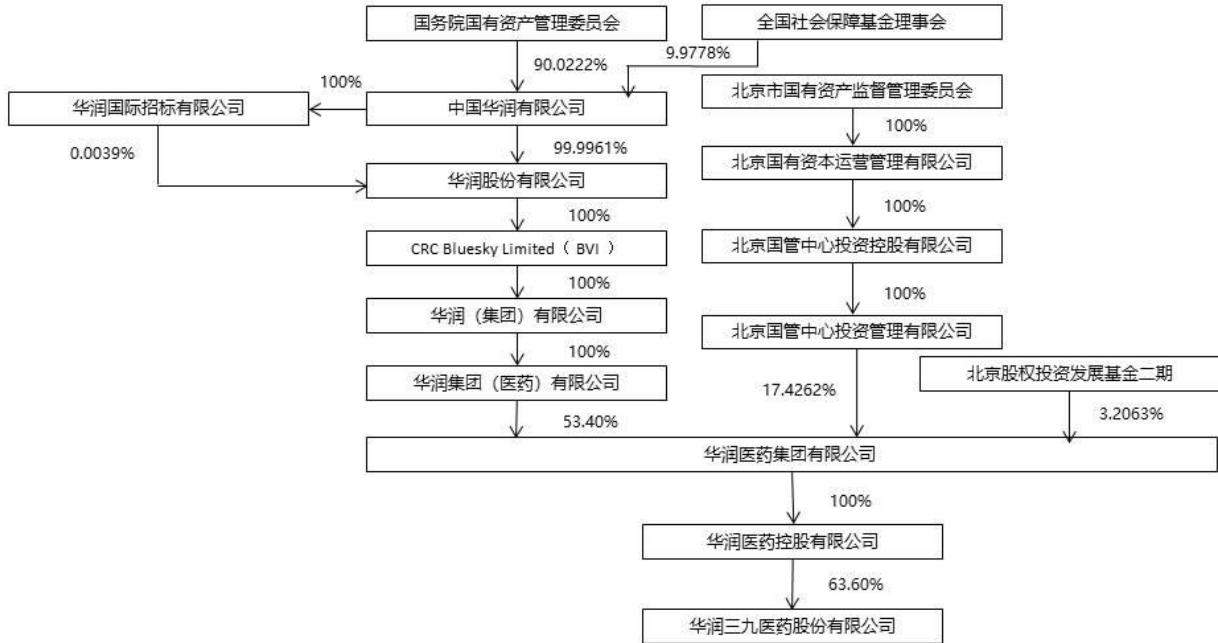 国务院国有资产管理委员会
全国社会保障基金理事会
90.0222%
9.9778%
100%
华润国际招标有限公司
中国华润有限公司
北京市国有资产监督管理委员会
0.0039%
99.9961%
100%
华润股份有限公司
北京国有资本运营管理有限公司
100%
100%
CRC Bluesky Limited（ BVI ）
北京国管中心投资控股有限公司
100%
100%
华润（集团）有限公司
北京国管中心投资管理有限公司
100%
华润集团（医药）有限公司
北京股权投资发展基金二期
53.40%
17.4262%
3.2063%
华润医药集团有限公司
100%
华润医药控股有限公司
63.60%
华润三九医药股份有限公司